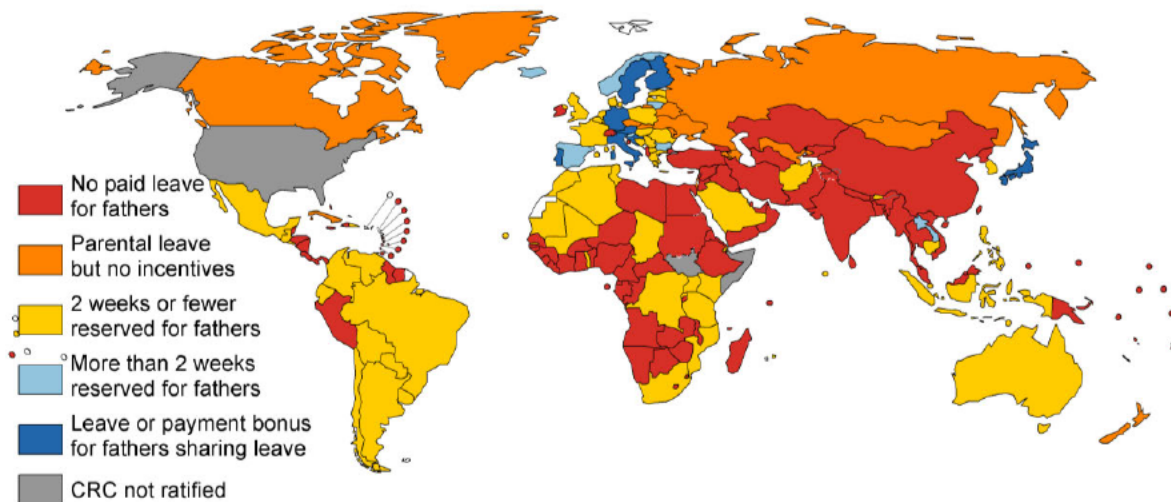 No paid leave
for fathers
Parental leave
but no incentives
2 weeks or fewer
reserved for fathers
More than 2 weeks
reserved for fathers
Leave or payment bonus
for fathers sharing leave
CRC not ratified